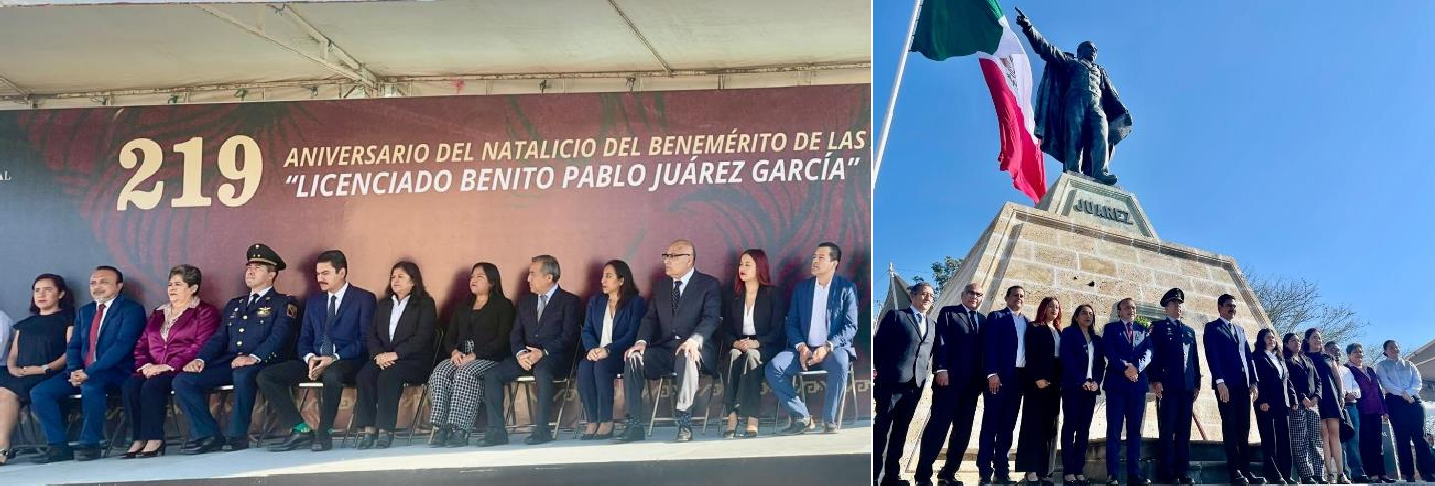 219
ANIVERSARIO DEL NATALICIO DEL BENEMÉRITO DE LAS
"LICENCIADO BENITO PABLO JUÁREZ GARCÍA"
JUAREZ